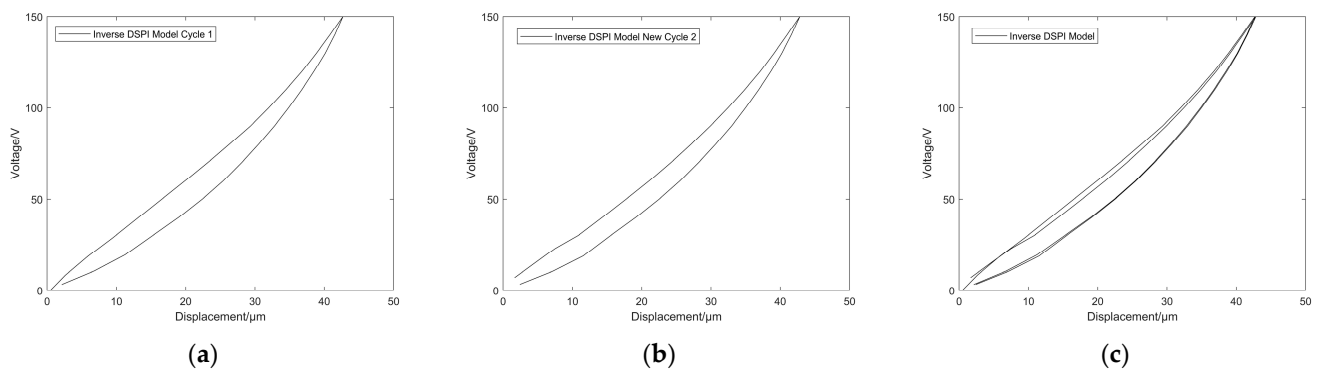 150
100
50
0
Voltage/V
Inverse DSPI Model Cycle 1
0 10 20 30 40 50
Displacement/μm
(a)
150
100
50
0
Voltage/V
Inverse DSPI Model New Cycle 2
0 10 20 30 40 50
Displacement/μm
(b)
150
100
50
0
Voltage/V
Inverse DSPI Model
0 10 20 30 40 50
Displacement/μm
(c)